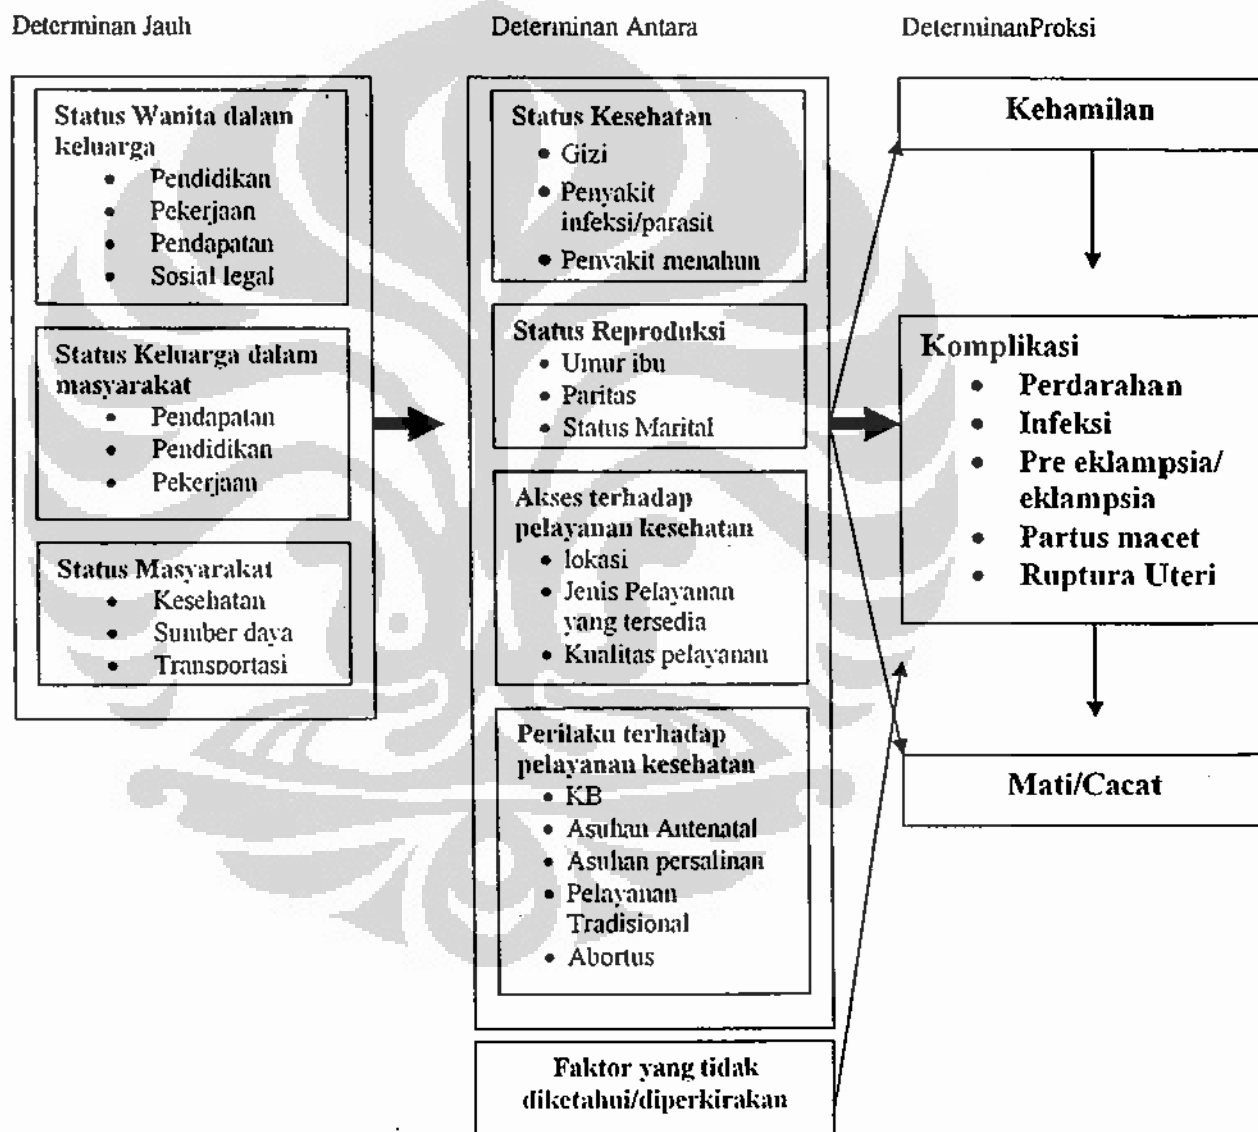 Determinan Jauh
Status Wanita dalam
keluarga
• Pendidikan
• Pekerjaan
• Pendapatan
• Sosial legal
Status Keluarga dalam
masyarakat
• Pendapatan
• Pendidikan
• Pekerjaan
Status Masyarakat
• Kesehatan
• Sumber daya
• Transportasi
Determinan Antara
Status Kesehatan
• Gizi
• Penyakit
infeksi/parasit
• Penyakit menahun
Status Reproduksi
• Umur ibu
• Paritas
• Status Marital
Akses terhadap
pelayanan kesehatan
• lokasi
• Jenis Pelayanan
yang tersedia
• Kualitas pelayanan
Perilaku terhadap
pelayanan kesehatan
• KB
• Asuhan Antenatal
• Asuhan persalinan
• Pelayanan
Tradisional
• Abortus
Faktor yang tidak
diketahui/diperkirakan
DeterminanProksi
Kehamilan
Komplikasi
• Perdarahan
• Infeksi
• Pre eklampsia/
eklampsia
• Partus macet
• Ruptura Uteri
Mati/Cacat